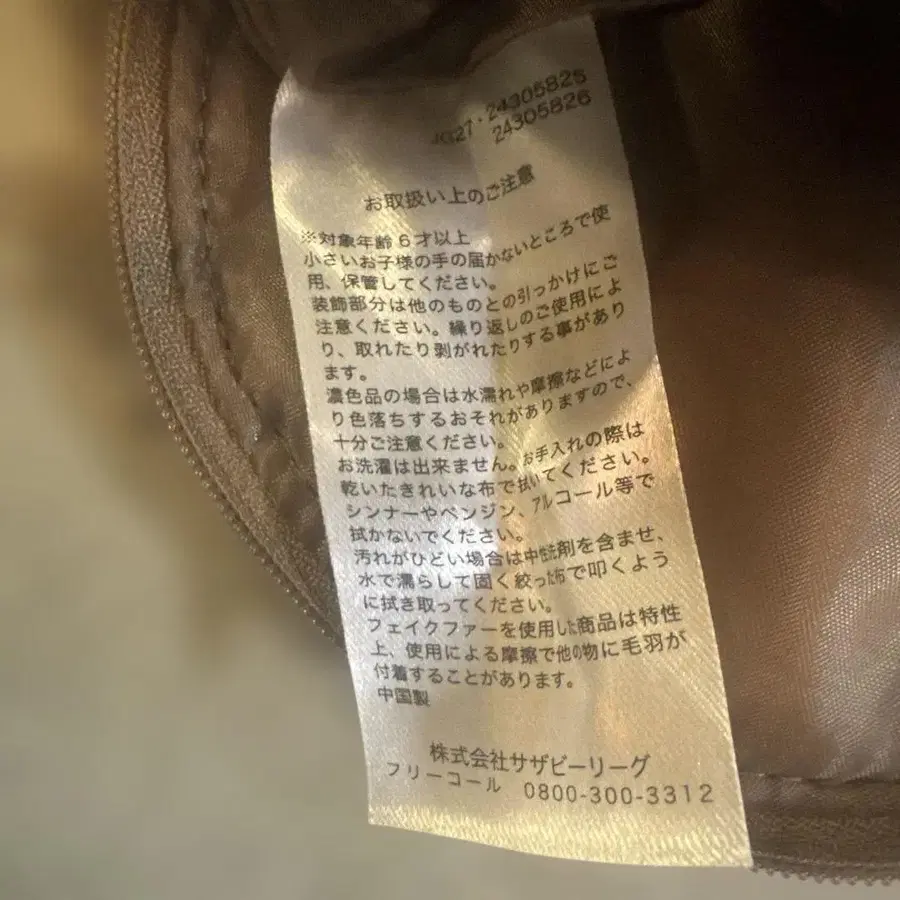 JG27・24305825
24305826
お取扱い上のご注意
※対象年齢6才以上
小さいお子様の手の届かないところで使
用、保管してください。
装飾部分は他のものとの引っかけにご
注意ください。繰り返しのご使用によ
り、取れたり剥がれたりする事があり
ます。
濃色品の場合は水濡れや摩擦などによ
り色落ちするおそれがありますので、
十分ご注意ください。
お洗濯は出来ません。お手入れの際は
乾いたきれいな布で拭いてください。
シンナーやベンジン、アルコール等で
拭かないでください。
汚れがひどい場合は中性洗剤を含ませ、
水で濡らして固く絞った布で叩くよう
に拭き取ってください。
フェイクファーを使用した商品は特性
上、使用による摩擦で他の物に毛羽が
付着することがあります。
中国製
株式会社サザビーリーグ
フリーコール 0800-300-3312